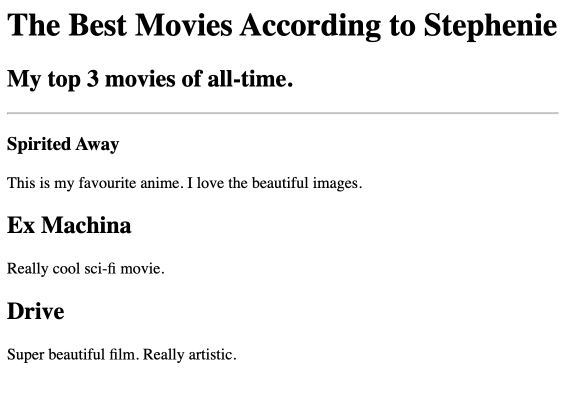 The Best Movies According to Stephenie
My top 3 movies of all-time.
Spirited Away
This is my favourite anime. I love the beautiful images.
Ex Machina
Really cool sci-fi movie.
Drive
Super beautiful film. Really artistic.